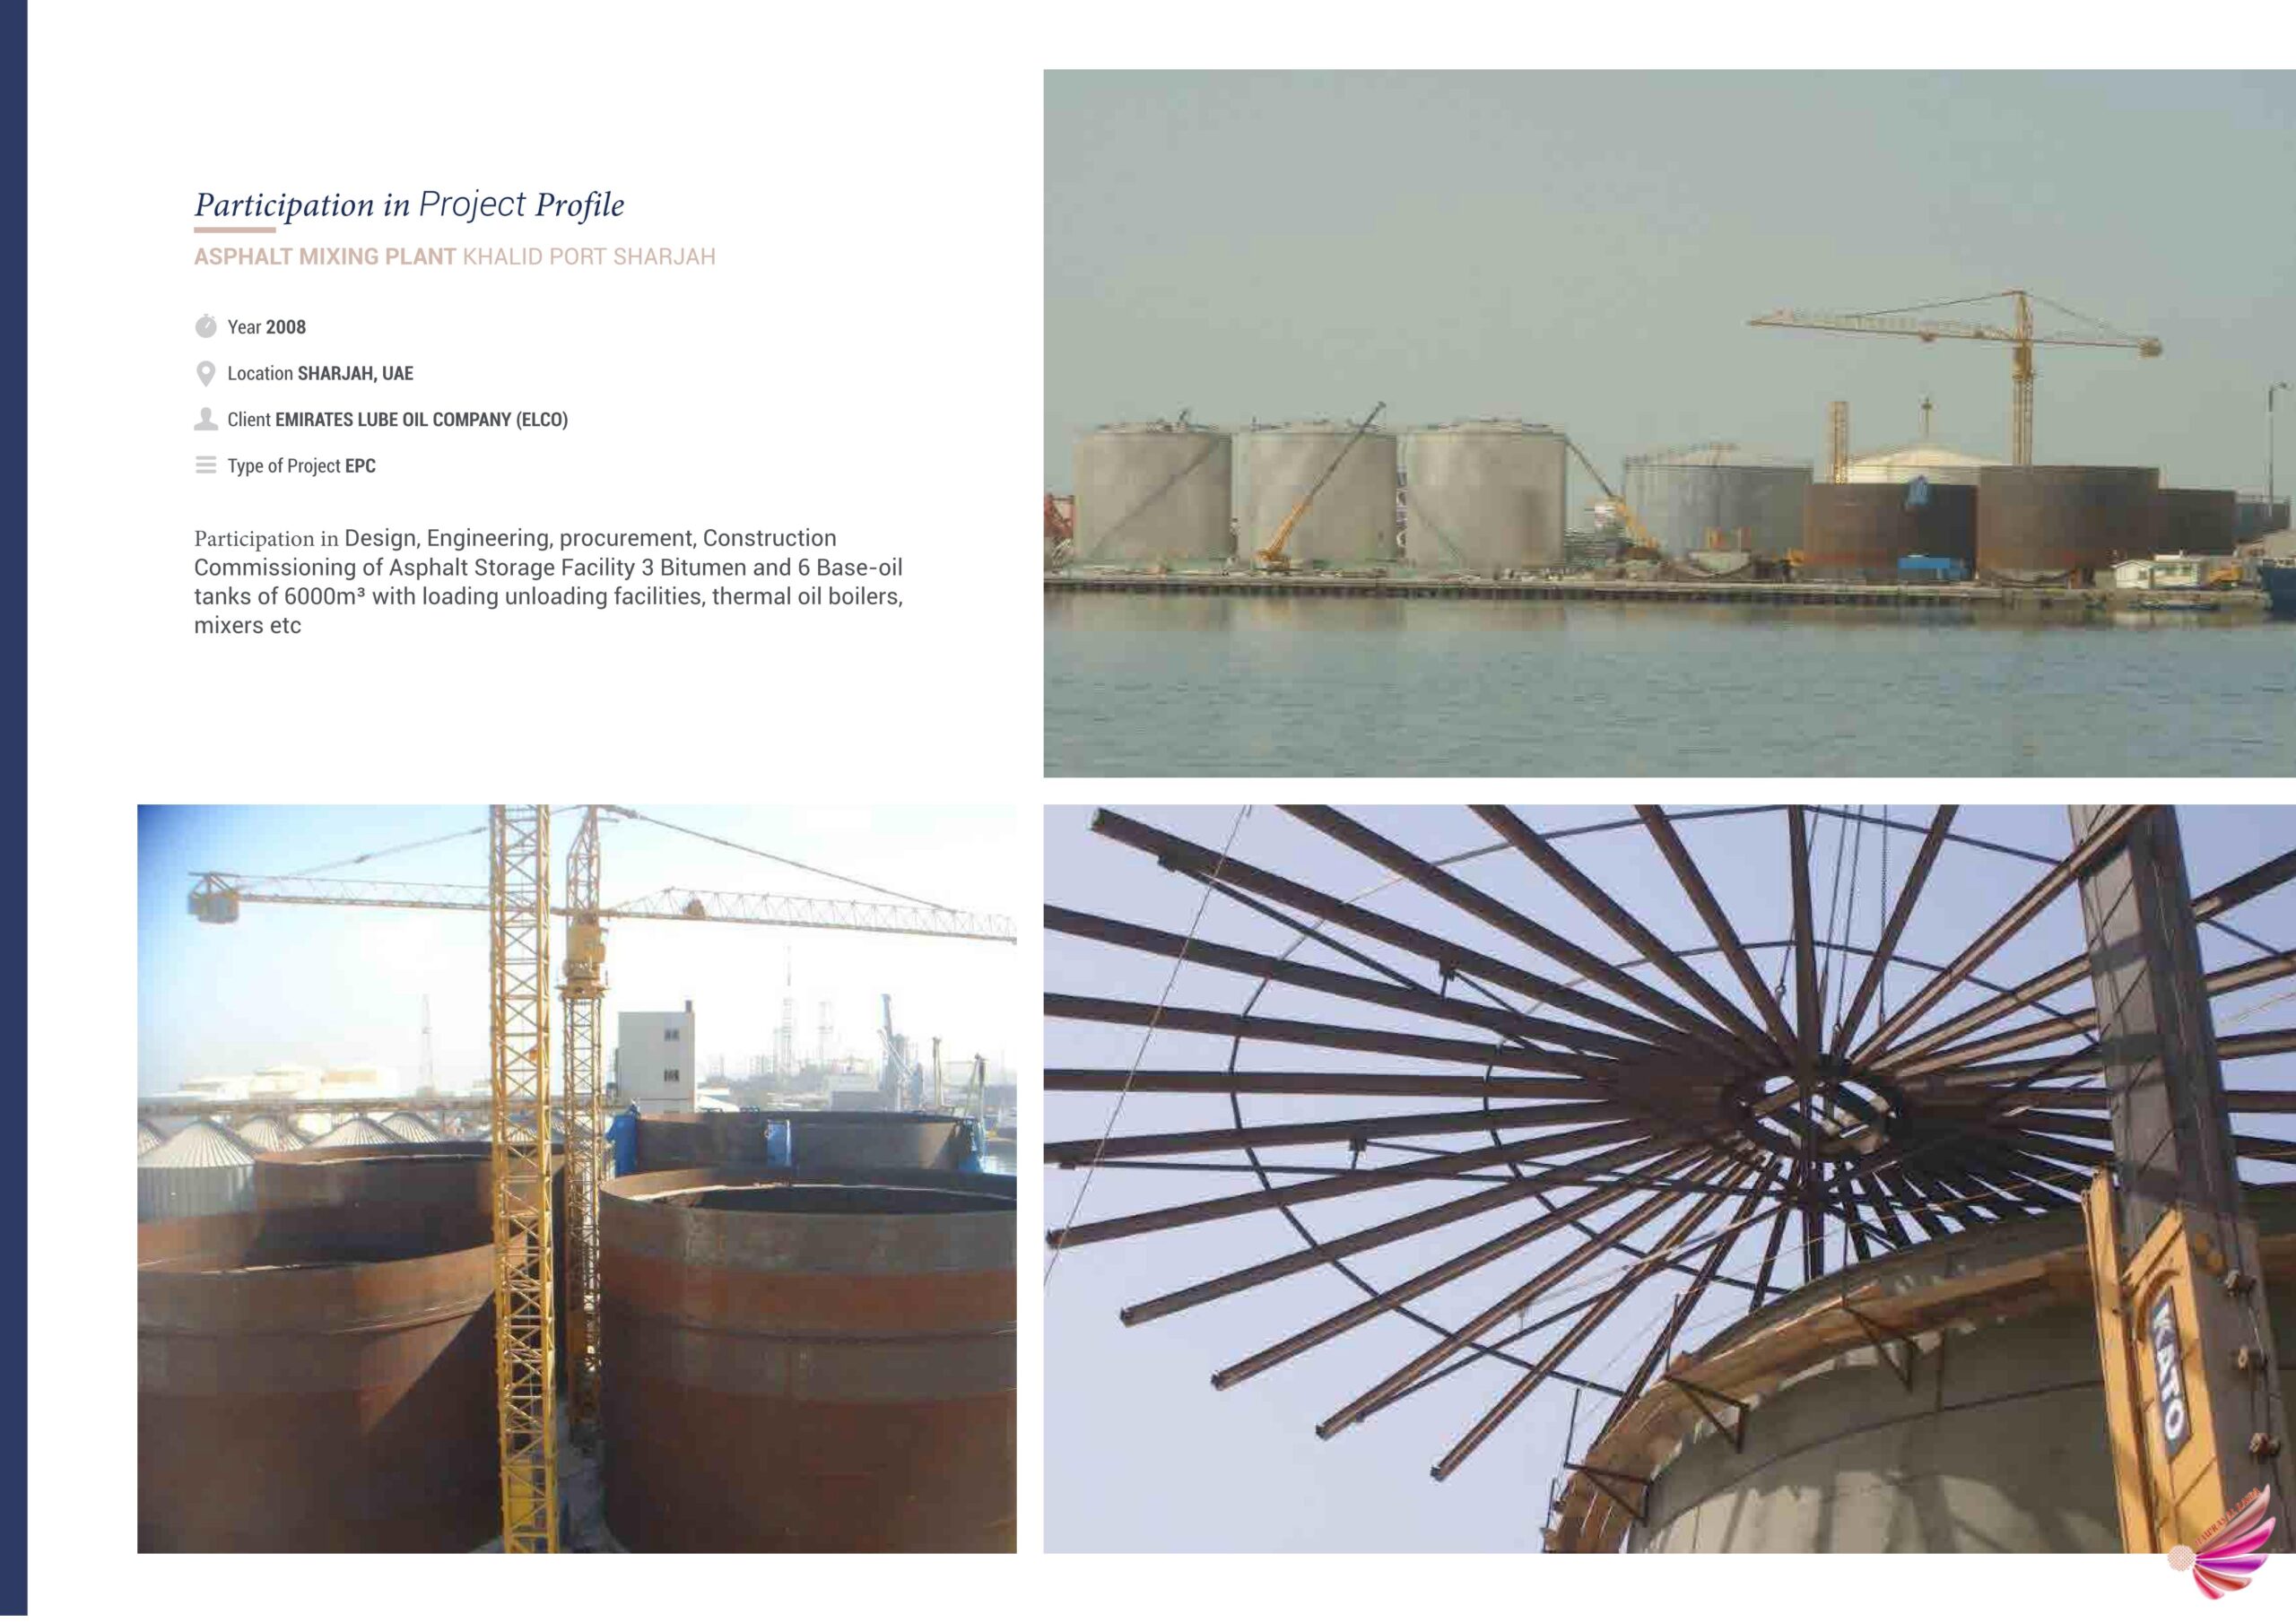 Participation in Project Profile
ASPHALT MIXING PLANT KHALID PORT SHARJAH
Year 2008
Location SHARJAH, UAE
Client EMIRATES LUBE OIL COMPANY (ELCO)
Type of Project EPC
Participation in Design, Engineering, procurement, Construction
Commissioning of Asphalt Storage Facility 3 Bitumen and 6 Base-oil
tanks of 6000m³ with loading unloading facilities, thermal oil boilers,
mixers etc
KATO